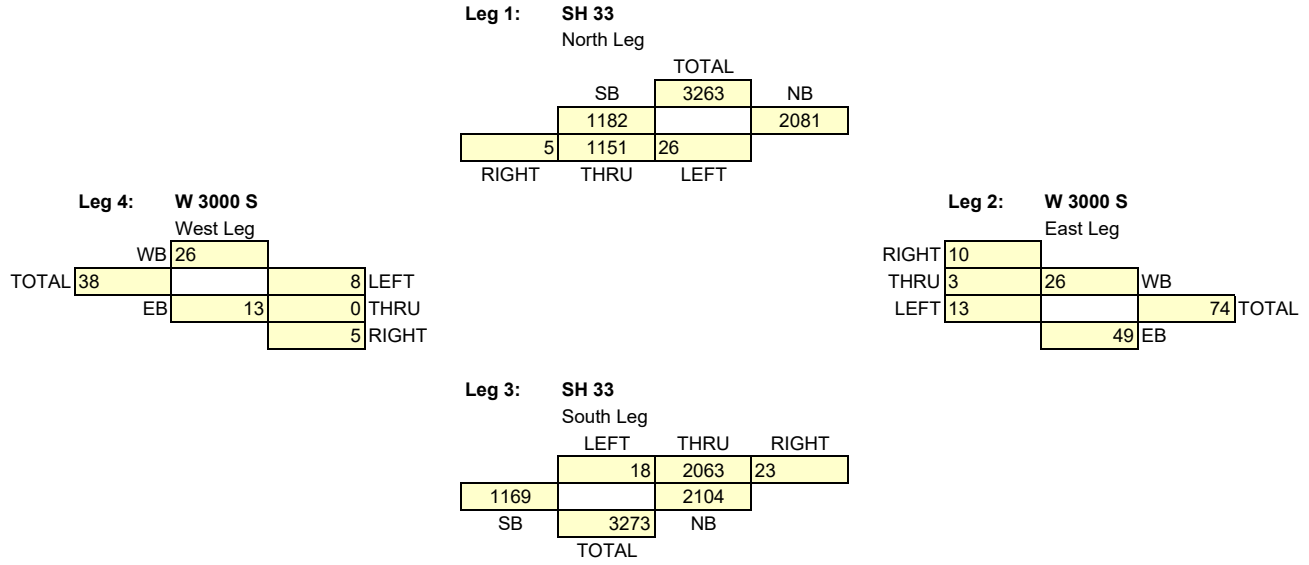 Leg 1: SH 33
North Leg
TOTAL
SB 3263 NB
1182 2081
5 1151 26
RIGHT THRU LEFT
Leg 4: W 3000 S
West Leg
WB 26
TOTAL 38 8 LEFT
EB 13 0 THRU
5 RIGHT
Leg 2: W 3000 S
East Leg
RIGHT 10
THRU 3 26 WB
LEFT 13 74 TOTAL
49 EB
Leg 3: SH 33
South Leg
LEFT THRU RIGHT
18 2063 23
1169 2104
SB 3273 NB
TOTAL